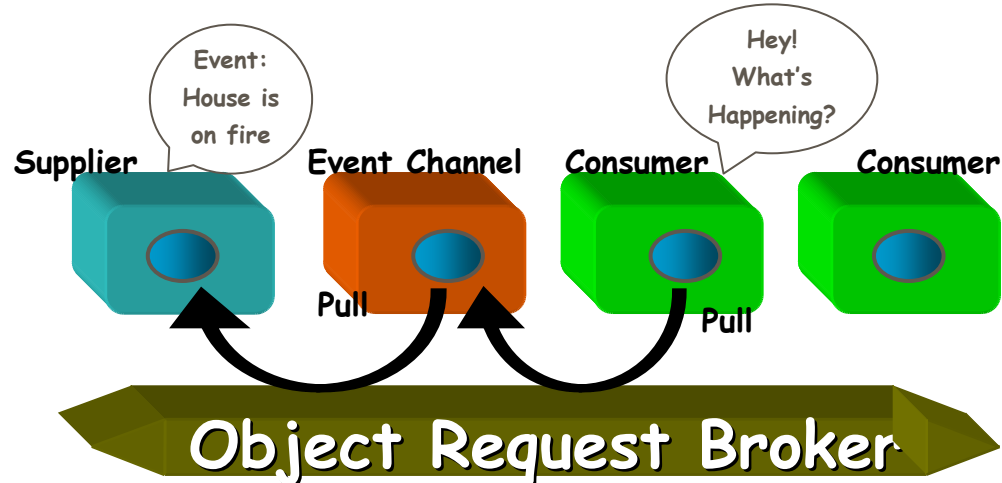 Event:
House is
on fire
Hey!
What's
Happening?
Supplier
Event Channel
Consumer
Consumer
Pull
Pull
Object Request Broker